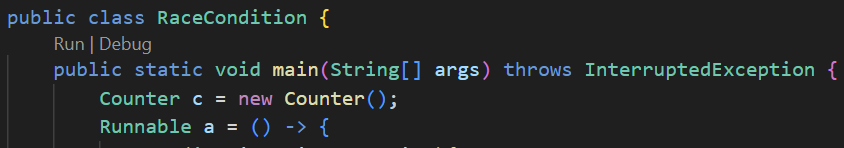 public class RaceCondition {
Run | Debug
public static void main(String[] args) throws InterruptedException {
Counter c = new Counter();
Runnable a = () -> {